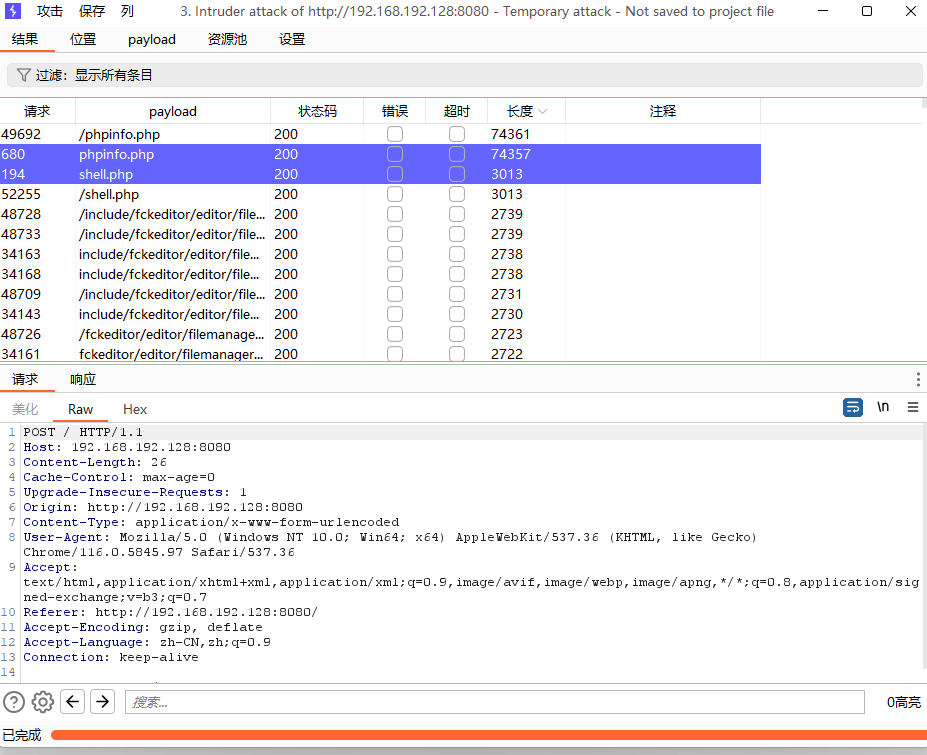 攻击 保存 列 3. Intruder attack of http://192.168.192.128:8080 - Temporary attack - Not saved to project file
结果 位置 payload 资源池 设置
过滤：显示所有条目
请求 payload 状态码 错误 超时 长度 注释
49692 /phpinfo.php 200 74361
680 phpinfo.php 200 74357
194 shell.php 200 3013
52255 /shell.php 200 3013
48728 /include/fckeditor/editor/file... 200 2739
48733 /include/fckeditor/editor/file... 200 2739
34163 include/fckeditor/editor/file... 200 2738
34168 include/fckeditor/editor/file... 200 2738
48709 /include/fckeditor/editor/file... 200 2731
34143 include/fckeditor/editor/file... 200 2730
48726 /fckeditor/editor/filemanage... 200 2723
34161 fckeditor/editor/filemanager... 200 2722
请求 响应
美化 Raw Hex \n
1 POST / HTTP/1.1
2 Host: 192.168.192.128:8080
3 Content-Length: 26
4 Cache-Control: max-age=0
5 Upgrade-Insecure-Requests: 1
6 Origin: http://192.168.192.128:8080
7 Content-Type: application/x-www-form-urlencoded
8 User-Agent: Mozilla/5.0 (Windows NT 10.0; Win64; x64) AppleWebKit/537.36 (KHTML, like Gecko)
Chrome/116.0.5845.97 Safari/537.36
9 Accept:
text/html,application/xhtml+xml,application/xml;q=0.9,image/avif,image/webp,image/apng,*/*;q=0.8,application/sig
ned-exchange;v=b3;q=0.7
10 Referer: http://192.168.192.128:8080/
11 Accept-Encoding: gzip, deflate
12 Accept-Language: zh-CN,zh;q=0.9
13 Connection: keep-alive
14
搜索... 0高亮
已完成